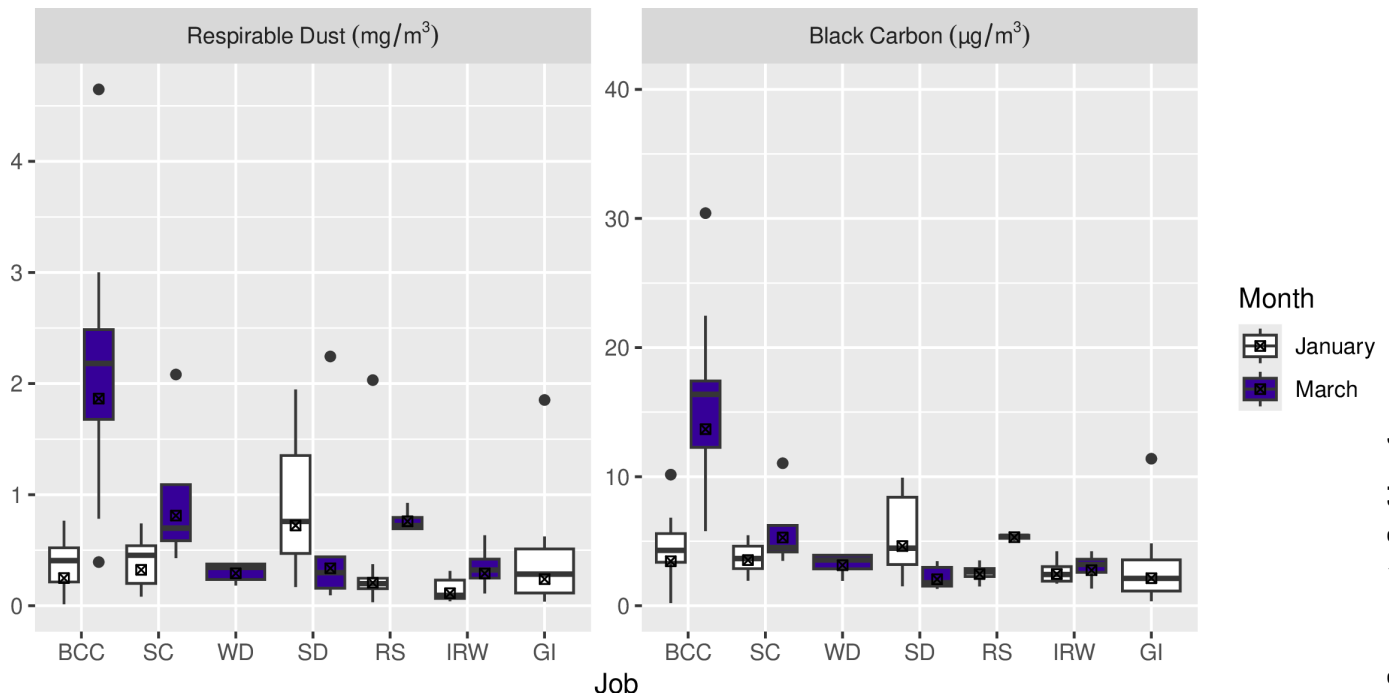 Respirable Dust (mg/m³)
Black Carbon (µg/m³)
4
3
2
1
0
40
30
20
10
0
BCC SC WD SD RS IRW GI
BCC SC WD SD RS IRW GI
Job
Month
January
March